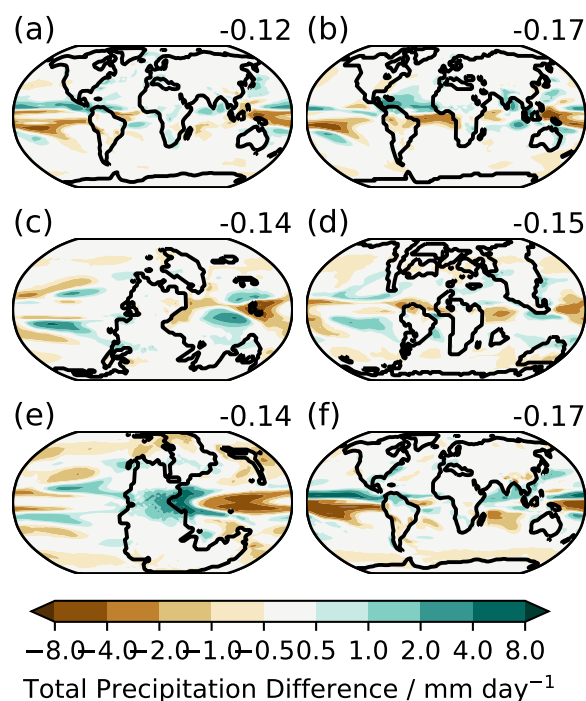 (a) -0.12 (b) -0.17
(c) -0.14 (d) -0.15
(e) -0.14 (f) -0.17
−8.0 −4.0 −2.0 −1.0 −0.5 0.5 1.0 2.0 4.0 8.0
Total Precipitation Difference / mm day⁻¹